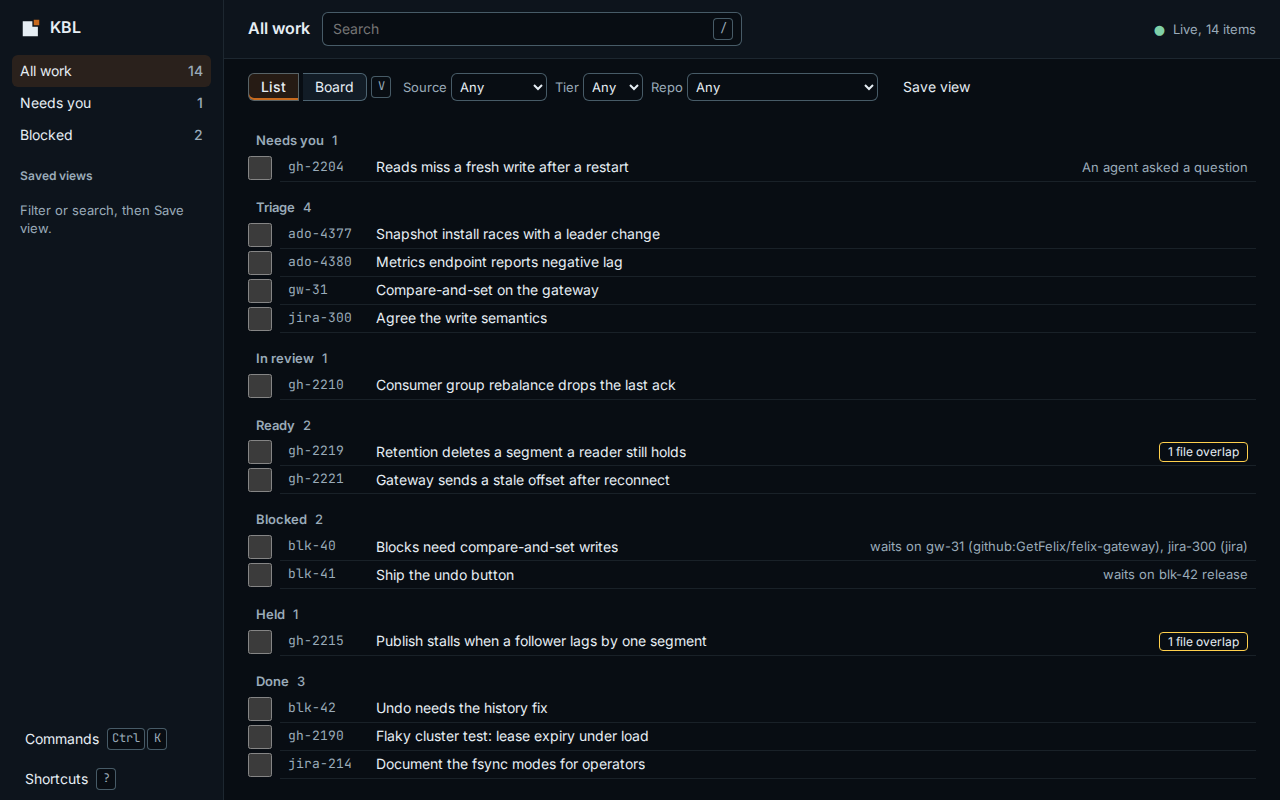 KBL
All work 14
Needs you 1
Blocked 2
Saved views
Filter or search, then Save
view.
Commands Ctrl K
Shortcuts ?
All work Search / Live, 14 items
List Board V Source Any Tier Any Repo Any Save view
Needs you 1
gh-2204 Reads miss a fresh write after a restart An agent asked a question
Triage 4
ado-4377 Snapshot install races with a leader change
ado-4380 Metrics endpoint reports negative lag
gw-31 Compare-and-set on the gateway
jira-300 Agree the write semantics
In review 1
gh-2210 Consumer group rebalance drops the last ack
Ready 2
gh-2219 Retention deletes a segment a reader still holds 1 file overlap
gh-2221 Gateway sends a stale offset after reconnect
Blocked 2
blk-40 Blocks need compare-and-set writes waits on gw-31 (github:GetFelix/felix-gateway), jira-300 (jira)
blk-41 Ship the undo button waits on blk-42 release
Held 1
gh-2215 Publish stalls when a follower lags by one segment 1 file overlap
Done 3
blk-42 Undo needs the history fix
gh-2190 Flaky cluster test: lease expiry under load
jira-214 Document the fsync modes for operators